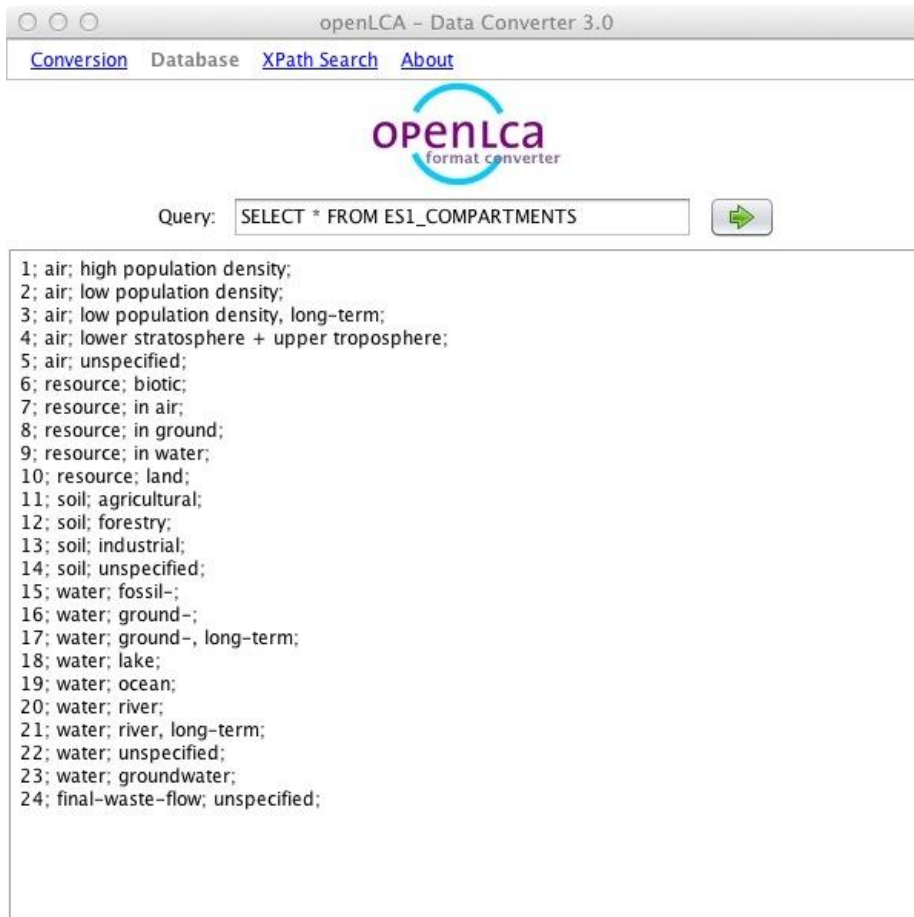 openLCA - Data Converter 3.0
Conversion Database XPath Search About
openLca
format converter
Query: SELECT * FROM ES1_COMPARTMENTS
1; air; high population density;
2; air; low population density;
3; air; low population density, long-term;
4; air; lower stratosphere + upper troposphere;
5; air; unspecified;
6; resource; biotic;
7; resource; in air;
8; resource; in ground;
9; resource; in water;
10; resource; land;
11; soil; agricultural;
12; soil; forestry;
13; soil; industrial;
14; soil; unspecified;
15; water; fossil-;
16; water; ground-;
17; water; ground-, long-term;
18; water; lake;
19; water; ocean;
20; water; river;
21; water; river, long-term;
22; water; unspecified;
23; water; groundwater;
24; final-waste-flow; unspecified;